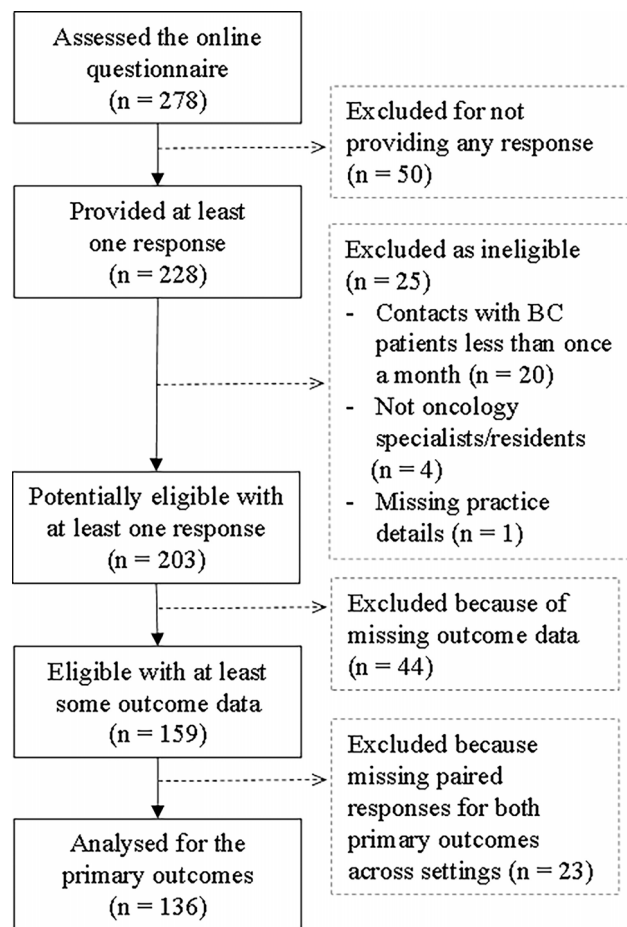 Assessed the online
questionnaire
(n = 278)
Excluded for not
providing any response
(n = 50)
Provided at least
one response
(n = 228)
Excluded as ineligible
(n = 25)
- Contacts with BC
patients less than once
a month (n = 20)
- Not oncology
specialists/residents
(n = 4)
- Missing practice
details (n = 1)
Potentially eligible with
at least one response
(n = 203)
Excluded because of
missing outcome data
(n = 44)
Eligible with at least
some outcome data
(n = 159)
Excluded because
missing paired
responses for both
primary outcomes
across settings (n = 23)
Analysed for the
primary outcomes
(n = 136)